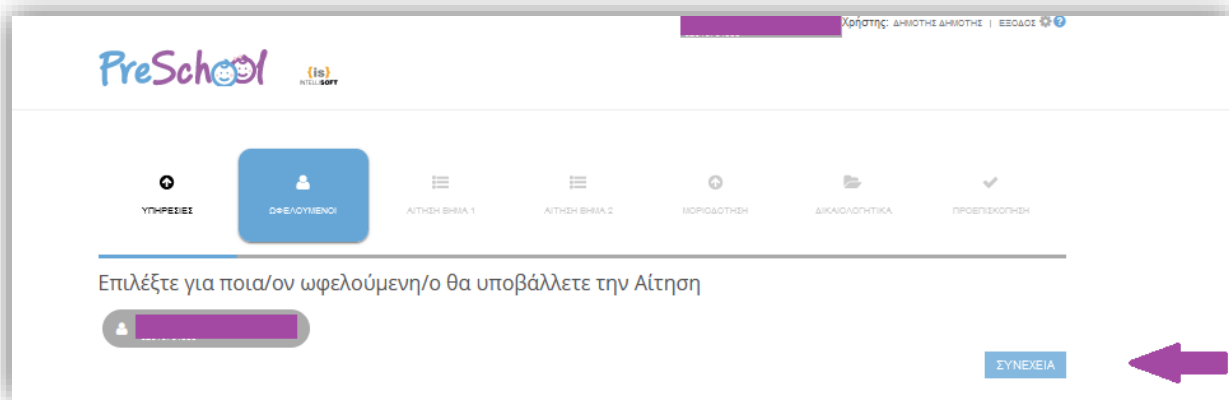 Χρήστης: ΔΗΜΟΤΗΣ ΔΗΜΟΤΗΣ | ΕΞΟΔΟΣ
PreSchool
{is}
INTELLISOFT
ΥΠΗΡΕΣΙΕΣ
ΩΦΕΛΟΥΜΕΝΟΙ
ΑΙΤΗΣΗ ΒΗΜΑ 1
ΑΙΤΗΣΗ ΒΗΜΑ 2
ΜΟΡΙΟΔΟΤΗΣΗ
ΔΙΚΑΙΟΛΟΓΗΤΙΚΑ
ΠΡΟΕΠΙΣΚΟΠΗΣΗ
Επιλέξτε για ποια/ον ωφελούμενη/ο θα υποβάλλετε την Αίτηση
ΣΥΝΕΧΕΙΑ